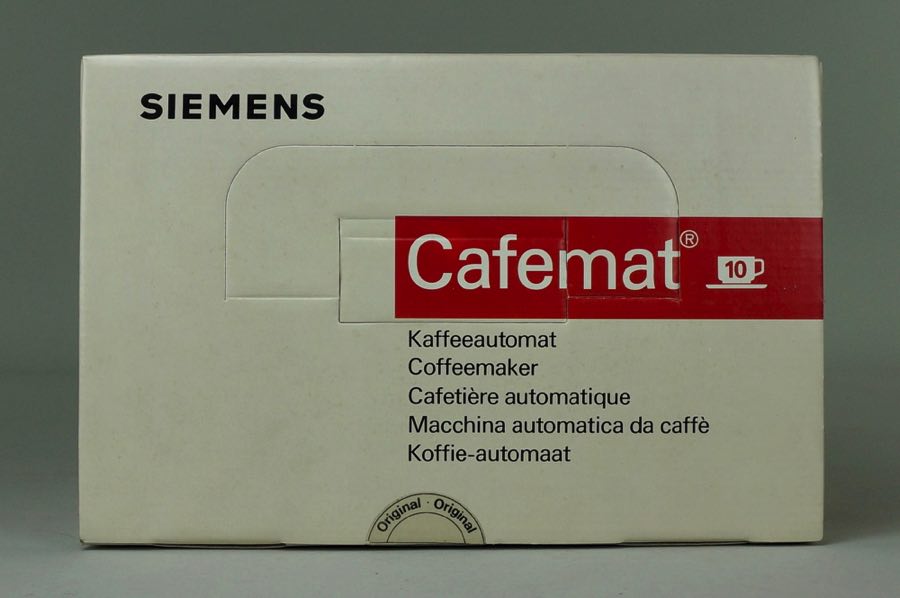 SIEMENS
Cafemat® 10
Kaffeeautomat
Coffeemaker
Cafetière automatique
Macchina automatica da caffè
Koffie-automaat
Original · Original